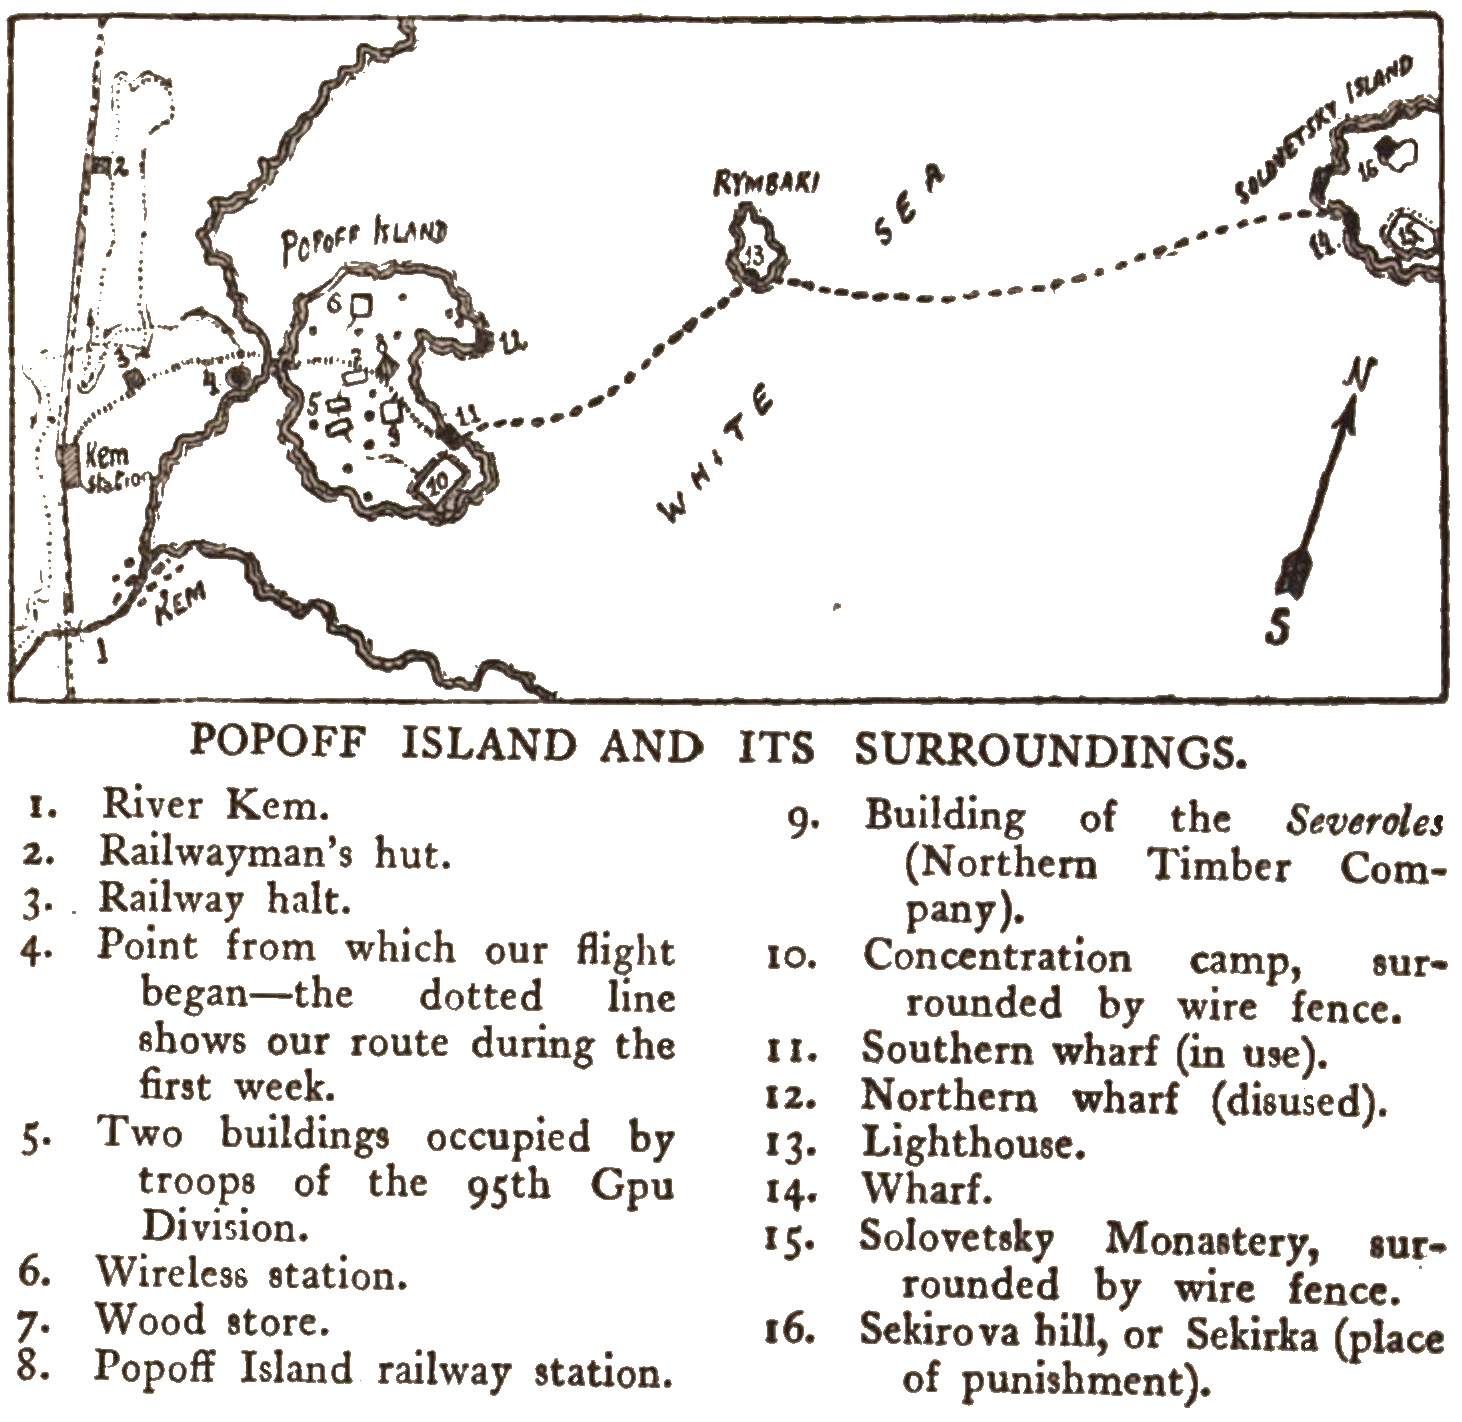 SOLOVETSKY ISLAND
2
RYMBAKI
16
SEA
POPOFF ISLAND
13
14
15
6
12
3
4
7
8
N
5
9
11
Kem
station
10
WHITE
KEM
1
S
POPOFF ISLAND AND ITS SURROUNDINGS.
1. River Kem.
2. Railwayman's hut.
3. Railway halt.
4. Point from which our flight
began—the dotted line
shows our route during the
first week.
5. Two buildings occupied by
troops of the 95th Gpu
Division.
6. Wireless station.
7. Wood store.
8. Popoff Island railway station.
9. Building of the Severoles
(Northern Timber Com-
pany).
10. Concentration camp, sur-
rounded by wire fence.
11. Southern wharf (in use).
12. Northern wharf (disused).
13. Lighthouse.
14. Wharf.
15. Solovetsky Monastery, sur-
rounded by wire fence.
16. Sekirova hill, or Sekirka (place
of punishment).